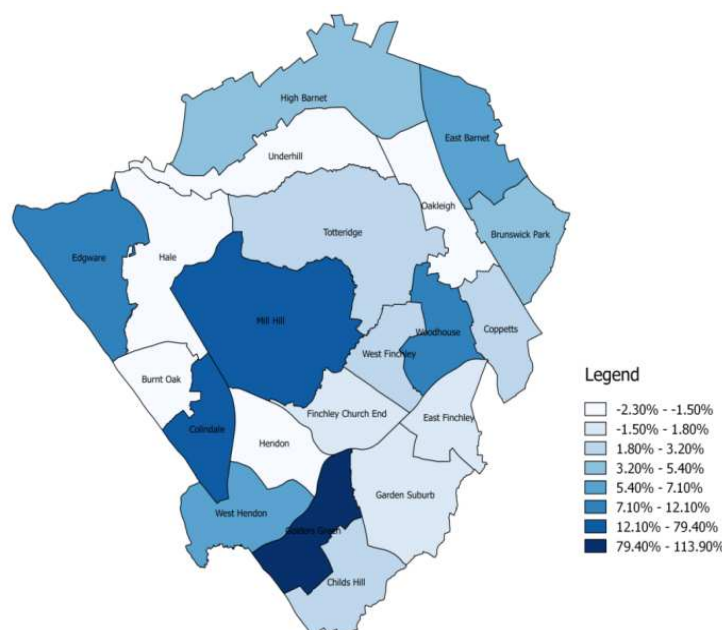 High Barnet
East Barnet
Underhill
Oakleigh
Totteridge
Brunswick Park
Edgware
Hale
Mill Hill
Woodhouse
Coppetts
West Finchley
Burnt Oak
Finchley Church End
East Finchley
Colindale
Hendon
Garden Suburb
West Hendon
Golders Green
Childs Hill
Legend
-2.30% - -1.50%
-1.50% - 1.80%
1.80% - 3.20%
3.20% - 5.40%
5.40% - 7.10%
7.10% - 12.10%
12.10% - 79.40%
79.40% - 113.90%